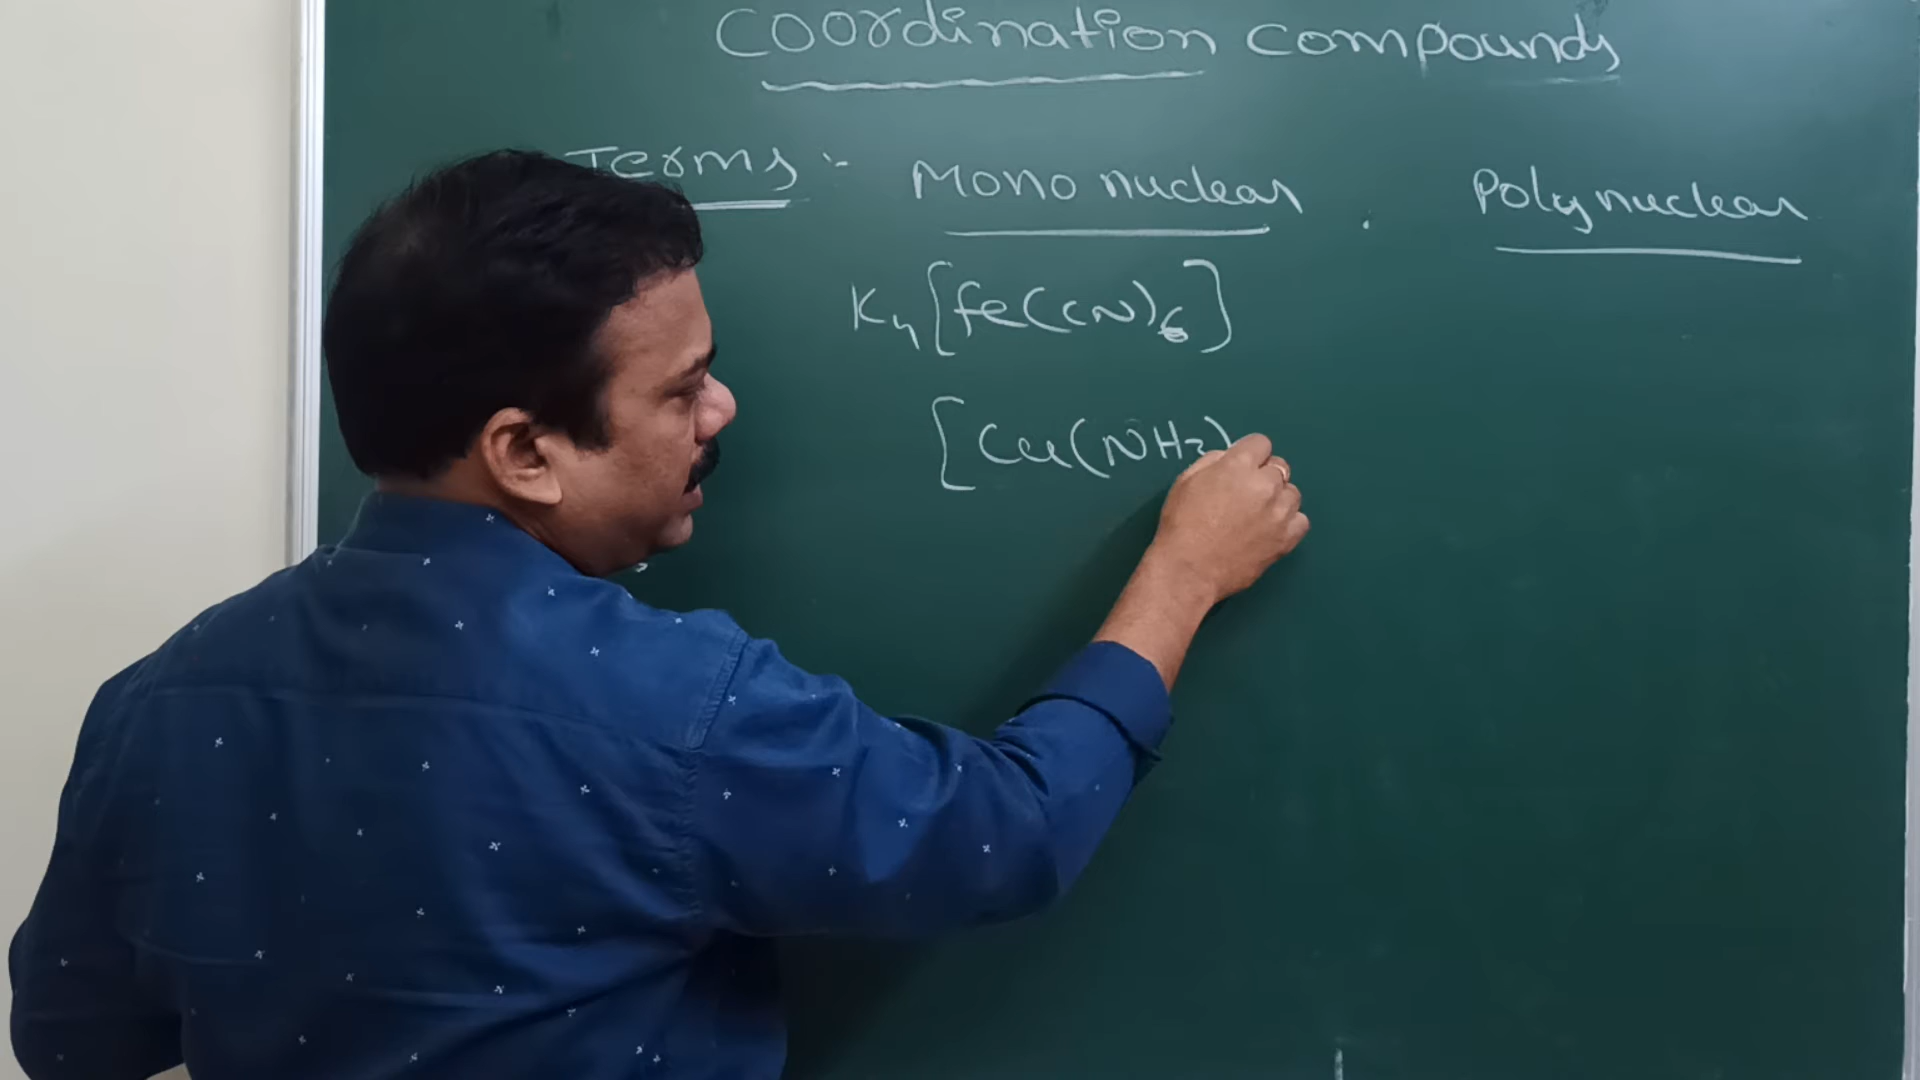 Coordination compounds
Terms :- Mono nuclear . Polynuclear
K4[Fe(CN)6]
[Cu(NH3)